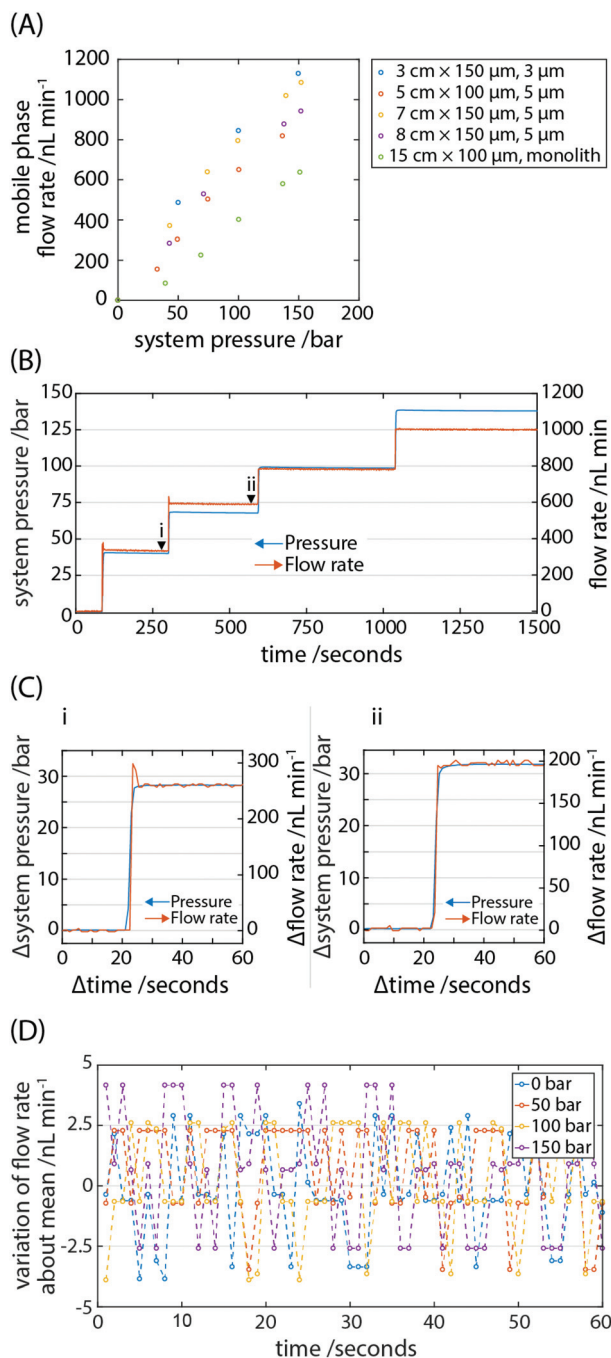 (A)
mobile phase
flow rate /nL min⁻¹
1200
1000
800
600
400
200
0
0 50 100 150 200
system pressure /bar
3 cm × 150 µm, 3 µm
5 cm × 100 µm, 5 µm
7 cm × 150 µm, 5 µm
8 cm × 150 µm, 5 µm
15 cm × 100 µm, monolith
(B)
system pressure /bar
150
125
100
75
50
25
0
i
ii
Pressure
Flow rate
1200
1000
800
600
400
200
0
flow rate /nL min
0 250 500 750 1000 1250 1500
time /seconds
(C)
i
Δsystem pressure /bar
30
20
10
0
Pressure
Flow rate
300
200
100
0
Δflow rate /nL min⁻¹
0 20 40 60
Δtime /seconds
ii
Δsystem pressure /bar
30
20
10
0
Pressure
Flow rate
200
150
100
50
0
Δflow rate /nL min⁻¹
0 20 40 60
Δtime /seconds
(D)
variation of flow rate
about mean /nL min⁻¹
5
2.5
0
-2.5
-5
0 bar
50 bar
100 bar
150 bar
0 10 20 30 40 50 60
time /seconds